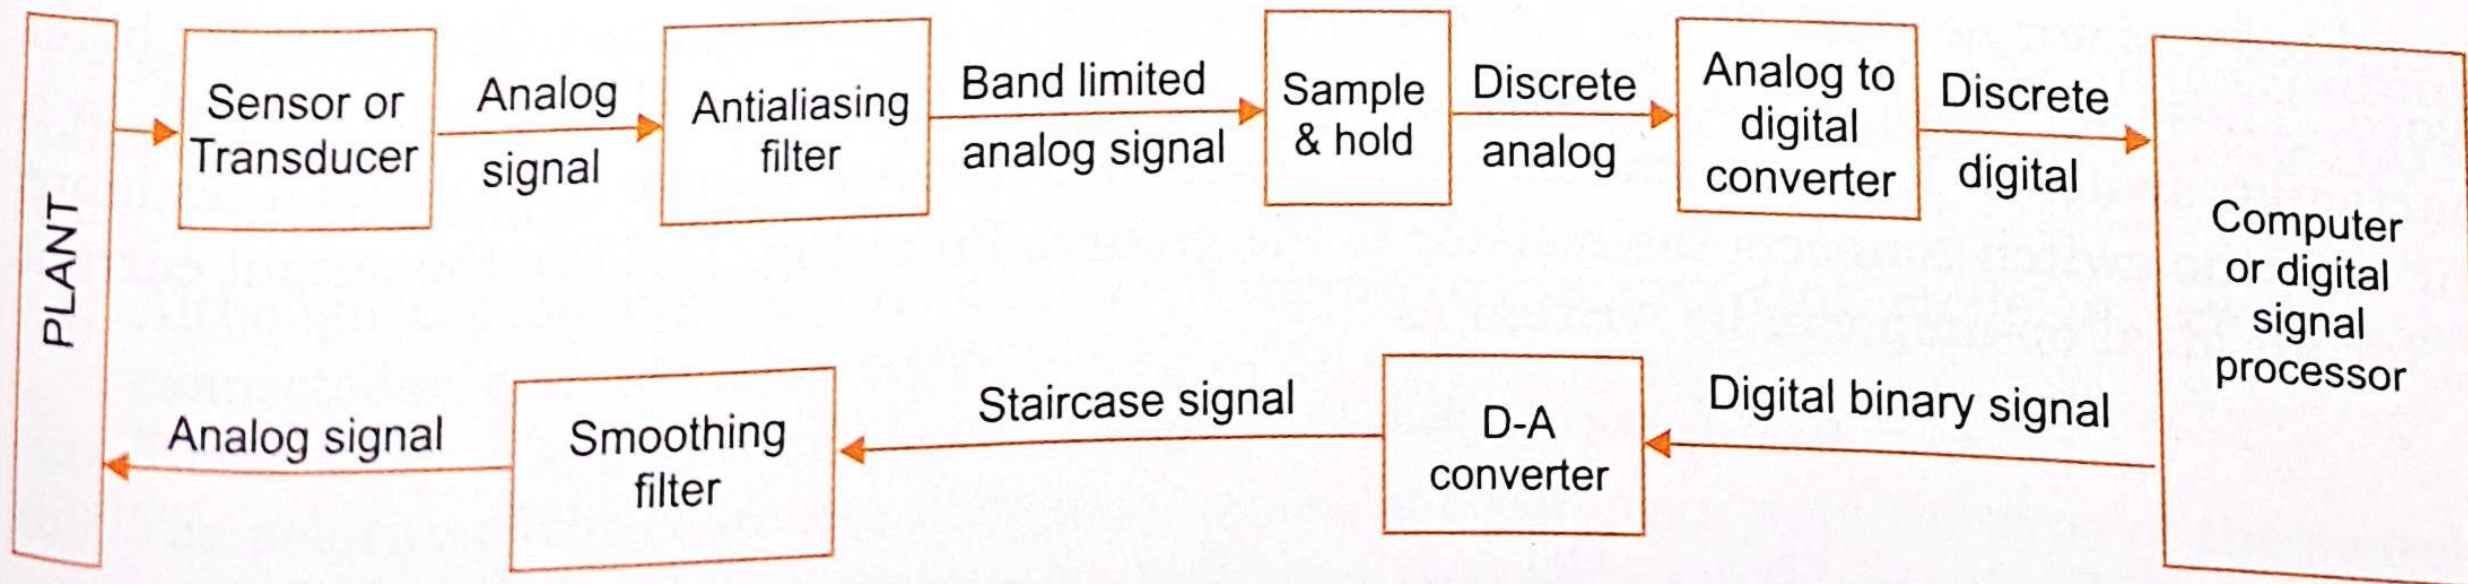 PLANT
Sensor or
Transducer
Analog
signal
Antialiasing
filter
Band limited
analog signal
Sample
& hold
Discrete
analog
Analog to
digital
converter
Discrete
digital
Computer
or digital
signal
processor
Digital binary signal
D-A
converter
Staircase signal
Smoothing
filter
Analog signal